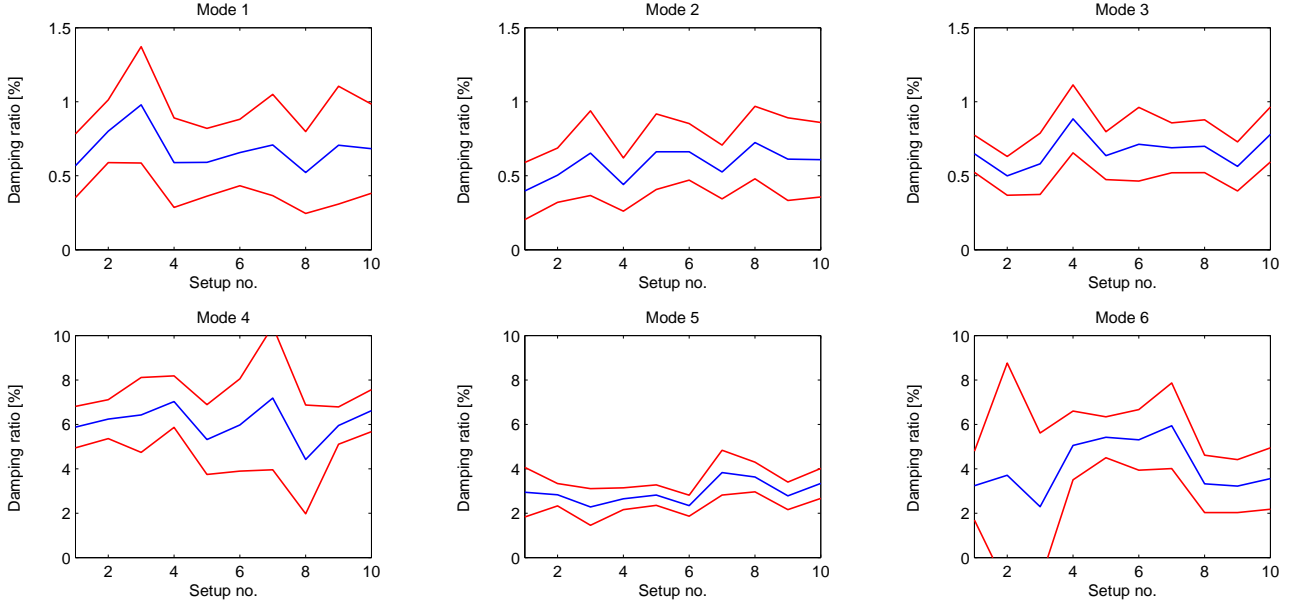 Mode 1
Damping ratio [%]
1.5
1
0.5
0
2 4 6 8 10
Setup no.
Mode 2
Damping ratio [%]
1.5
1
0.5
0
2 4 6 8 10
Setup no.
Mode 3
Damping ratio [%]
1.5
1
0.5
0
2 4 6 8 10
Setup no.
Mode 4
Damping ratio [%]
10
8
6
4
2
0
2 4 6 8 10
Setup no.
Mode 5
Damping ratio [%]
10
8
6
4
2
0
2 4 6 8 10
Setup no.
Mode 6
Damping ratio [%]
10
8
6
4
2
0
2 4 6 8 10
Setup no.